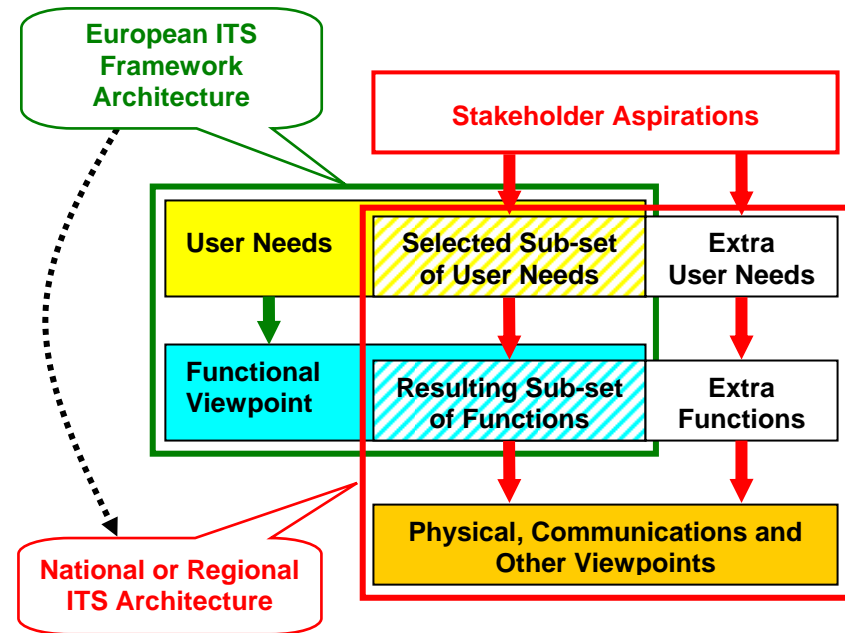 European ITS
Framework
Architecture
Stakeholder Aspirations
User Needs
Selected Sub-set
of User Needs
Extra
User Needs
Functional
Viewpoint
Resulting Sub-set
of Functions
Extra
Functions
Physical, Communications and
Other Viewpoints
National or Regional
ITS Architecture